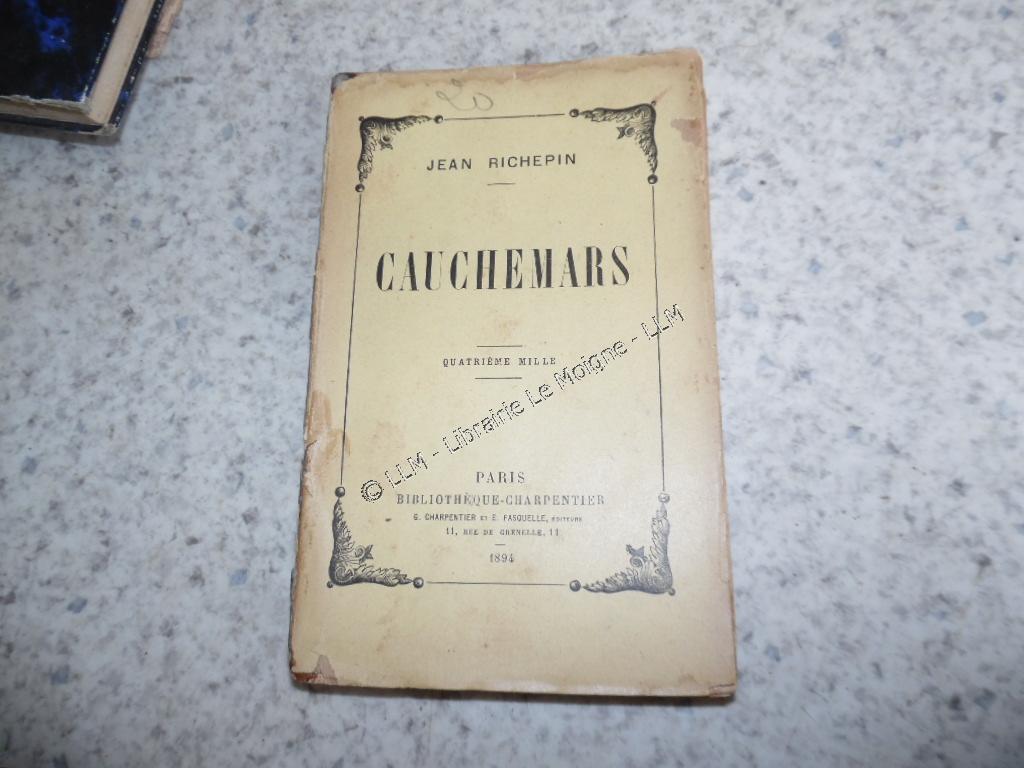 20
JEAN RICHEPIN
CAUCHEMARS
QUATRIÈME MILLE
© LLM - Librairie Le Moigne - LLM
PARIS
BIBLIOTHÈQUE-CHARPENTIER
G. CHARPENTIER ET E. FASQUELLE, ÉDITEURS
11, RUE DE GRENELLE, 11
1894